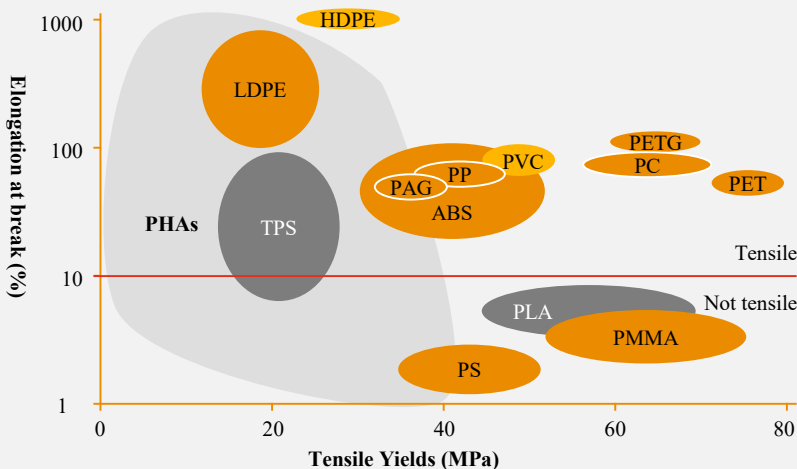 Elongation at break (%)
1000
100
10
1
HDPE
LDPE
PETG
PVC
PC
PP
PAG
PET
ABS
PHAs
TPS
Tensile
Not tensile
PLA
PMMA
PS
0
20
40
60
80
Tensile Yields (MPa)